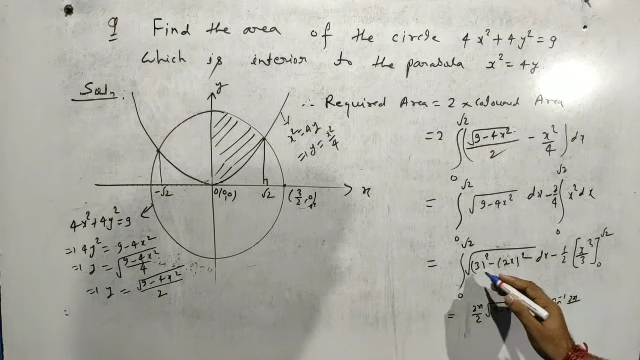 Q Find the area of the circle 4x²+4y²=9
which is interior to the parabola x²=4y
Soln.
y
x²=4y
⇒ y = x²/4
-√2
0(0,0)
√2
(3/2,0)
x
4x²+4y²=9
⇒ 4y² = 9-4x²
⇒ y = √(9-4x²)/4
⇒ y = √(9-4x²)/2
∴ Required Area = 2 x coloured Area
= 2 ∫₀^√2 (√(9-4x²)/2 - x²/4) dx
= ∫₀^√2 √(9-4x²) dx - 2/4 ∫₀^√2 x² dx
= ∫₀^√2 √((3)²-(2x)²) dx - 1/2 [x³/3]₀^√2
= 2x/2